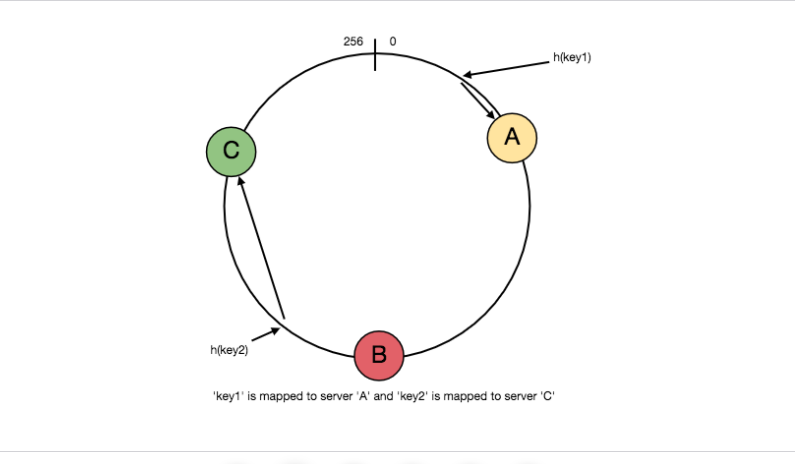 256 0
h(key1)
A
C
h(key2)
B
'key1' is mapped to server 'A' and 'key2' is mapped to server 'C'